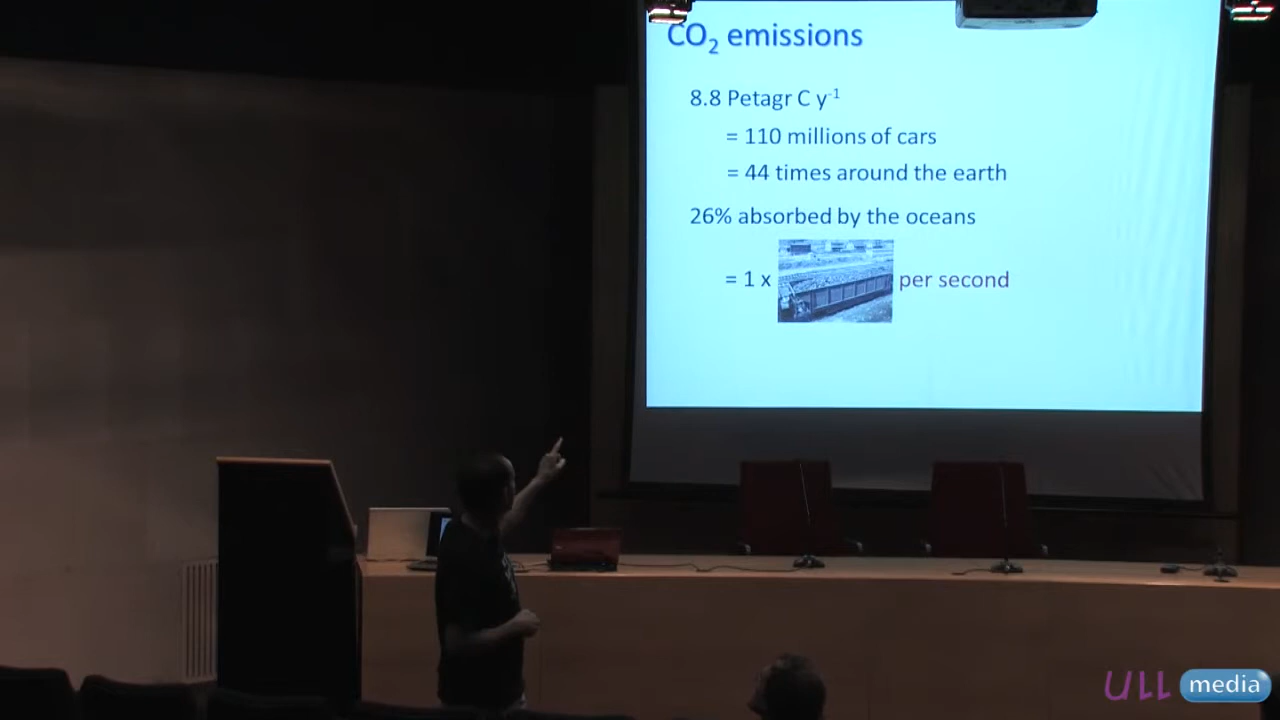 CO₂ emissions
8.8 Petagr C y⁻¹
= 110 millions of cars
= 44 times around the earth
26% absorbed by the oceans
= 1 x per second
ULL media